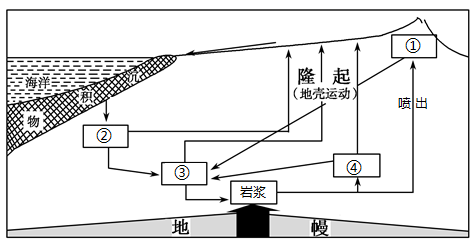 ①
海洋
沉
积
物
隆 起
(地壳运动)
喷出
②
③
④
岩浆
地 幔